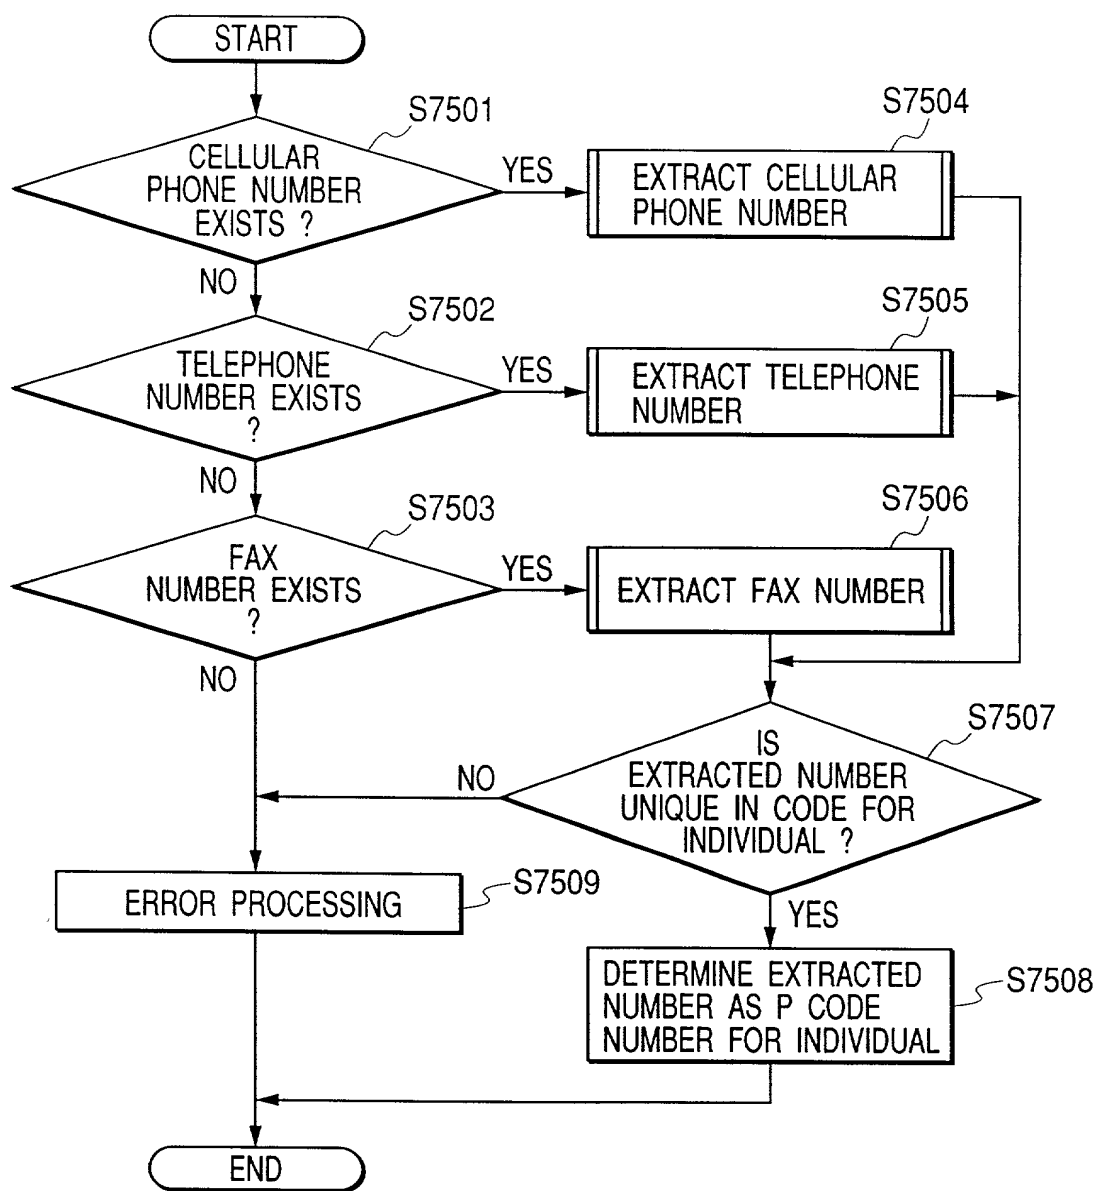 START
S7501
CELLULAR
PHONE NUMBER
EXISTS ?
YES
S7504
EXTRACT CELLULAR
PHONE NUMBER
NO
S7502
TELEPHONE
NUMBER EXISTS
?
YES
S7505
EXTRACT TELEPHONE
NUMBER
NO
S7503
FAX
NUMBER EXISTS
?
YES
S7506
EXTRACT FAX NUMBER
NO
S7507
IS
EXTRACTED NUMBER
UNIQUE IN CODE FOR
INDIVIDUAL ?
NO
YES
S7509
ERROR PROCESSING
S7508
DETERMINE EXTRACTED
NUMBER AS P CODE
NUMBER FOR INDIVIDUAL
END